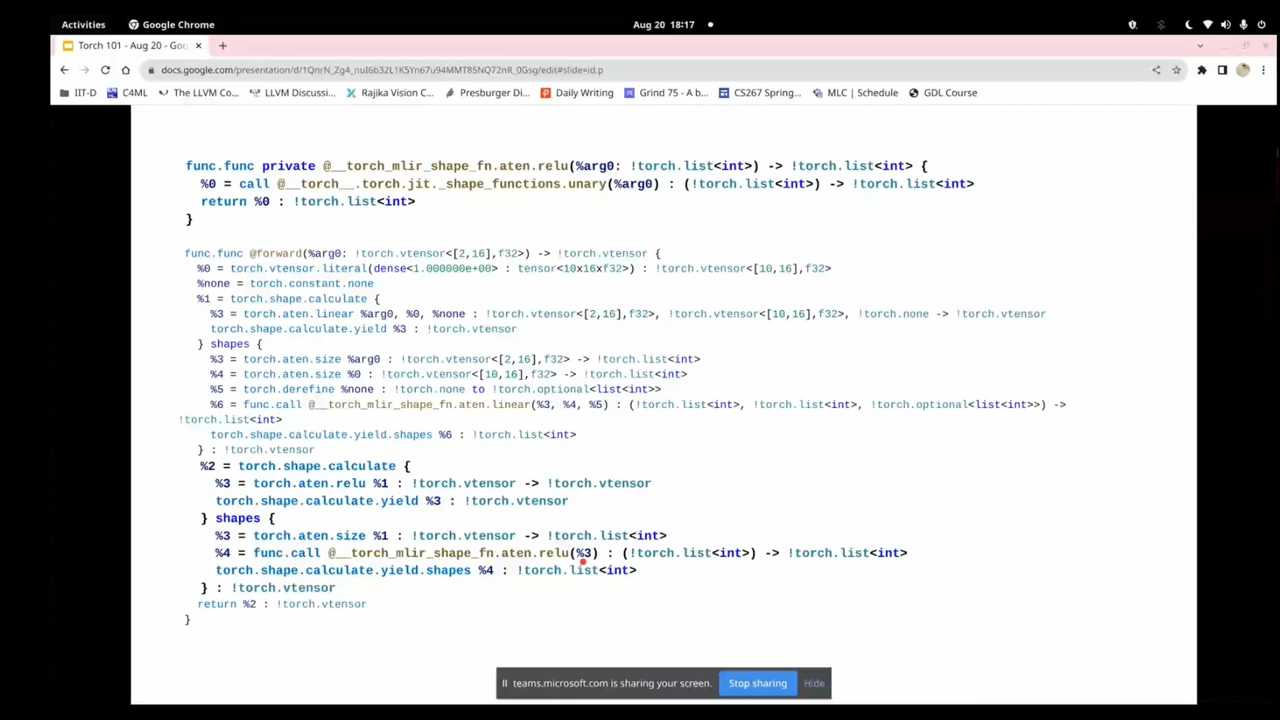 Activities Google Chrome Aug 20 18:17
Torch 101 - Aug 20 - Goo
docs.google.com/presentation/d/1QnrN_Zg4_nuI6b32L1K5Yn67u94MMT85NQ72nR_0Gsg/edit#slide=id.p
IIT-D C4ML The LLVM Co... LLVM Discussi... Rajika Vision C... Presburger Di... Daily Writing Grind 75 - A b... CS267 Spring... MLC | Schedule GDL Course
func.func private @__torch_mlir_shape_fn.aten.relu(%arg0: !torch.list<int>) -> !torch.list<int> {
%0 = call @__torch__.torch.jit._shape_functions.unary(%arg0) : (!torch.list<int>) -> !torch.list<int>
return %0 : !torch.list<int>
}
func.func @forward(%arg0: !torch.vtensor<[2,16],f32>) -> !torch.vtensor {
%0 = torch.vtensor.literal(dense<1.000000e+00> : tensor<10x16xf32>) : !torch.vtensor<[10,16],f32>
%none = torch.constant.none
%1 = torch.shape.calculate {
%3 = torch.aten.linear %arg0, %0, %none : !torch.vtensor<[2,16],f32>, !torch.vtensor<[10,16],f32>, !torch.none -> !torch.vtensor
torch.shape.calculate.yield %3 : !torch.vtensor
} shapes {
%3 = torch.aten.size %arg0 : !torch.vtensor<[2,16],f32> -> !torch.list<int>
%4 = torch.aten.size %0 : !torch.vtensor<[10,16],f32> -> !torch.list<int>
%5 = torch.derefine %none : !torch.none to !torch.optional<list<int>>
%6 = func.call @__torch_mlir_shape_fn.aten.linear(%3, %4, %5) : (!torch.list<int>, !torch.list<int>, !torch.optional<list<int>>) ->
!torch.list<int>
torch.shape.calculate.yield.shapes %6 : !torch.list<int>
} : !torch.vtensor
%2 = torch.shape.calculate {
%3 = torch.aten.relu %1 : !torch.vtensor -> !torch.vtensor
torch.shape.calculate.yield %3 : !torch.vtensor
} shapes {
%3 = torch.aten.size %1 : !torch.vtensor -> !torch.list<int>
%4 = func.call @__torch_mlir_shape_fn.aten.relu(%3) : (!torch.list<int>) -> !torch.list<int>
torch.shape.calculate.yield.shapes %4 : !torch.list<int>
} : !torch.vtensor
return %2 : !torch.vtensor
}
teams.microsoft.com is sharing your screen. Stop sharing Hide